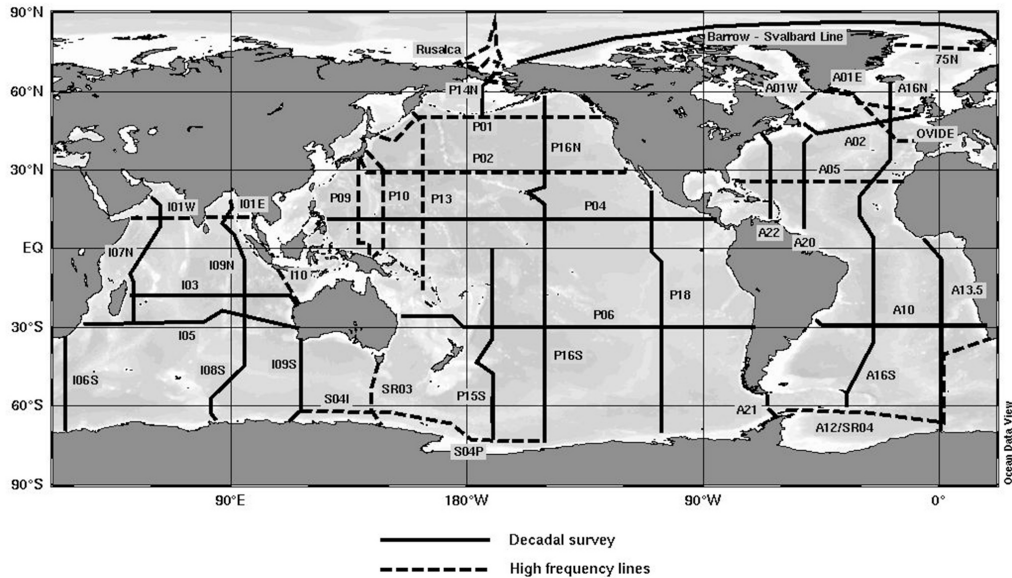 90°N
Rusalca
Barrow - Svalbard Line
75N
60°N
P14N
A01W
A01E
A16N
P01
OVIDE
A02
P02
P16N
30°N
A05
I01W
I01E
P09
P10
P13
P04
A22
A20
EQ
I07N
I09N
I10
I03
P18
A13.5
A10
30°S
I05
P06
I06S
I08S
I09S
SR03
P16S
P15S
A16S
60°S
S04I
A21
A12/SR04
S04P
90°S
90°E
180°W
90°W
0°
Ocean Data View
Decadal survey
High frequency lines